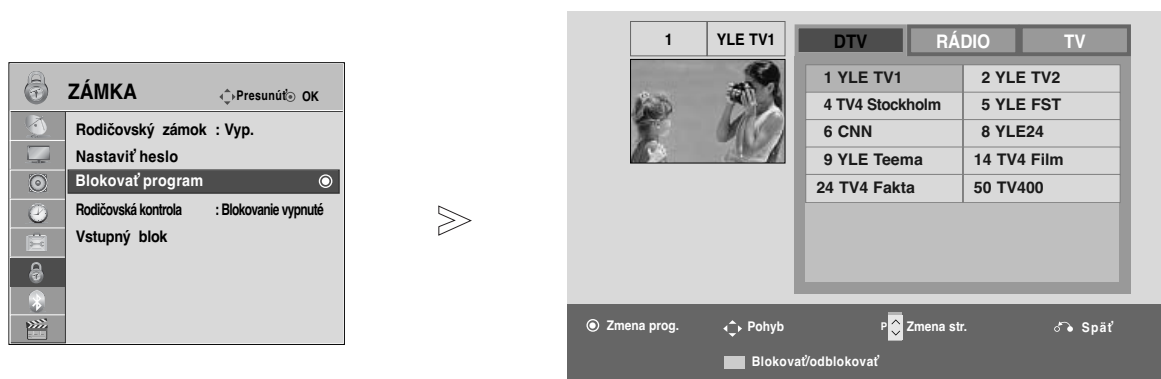 ZÁMKA
Presunúť OK
Rodičovský zámok : Vyp.
Nastaviť heslo
Blokovať program
Rodičovská kontrola : Blokovanie vypnuté
Vstupný blok
1 YLE TV1
DTV RÁDIO TV
1 YLE TV1 2 YLE TV2
4 TV4 Stockholm 5 YLE FST
6 CNN 8 YLE24
9 YLE Teema 14 TV4 Film
24 TV4 Fakta 50 TV400
Zmena prog. Pohyb P Zmena str. Späť
Blokovať/odblokovať